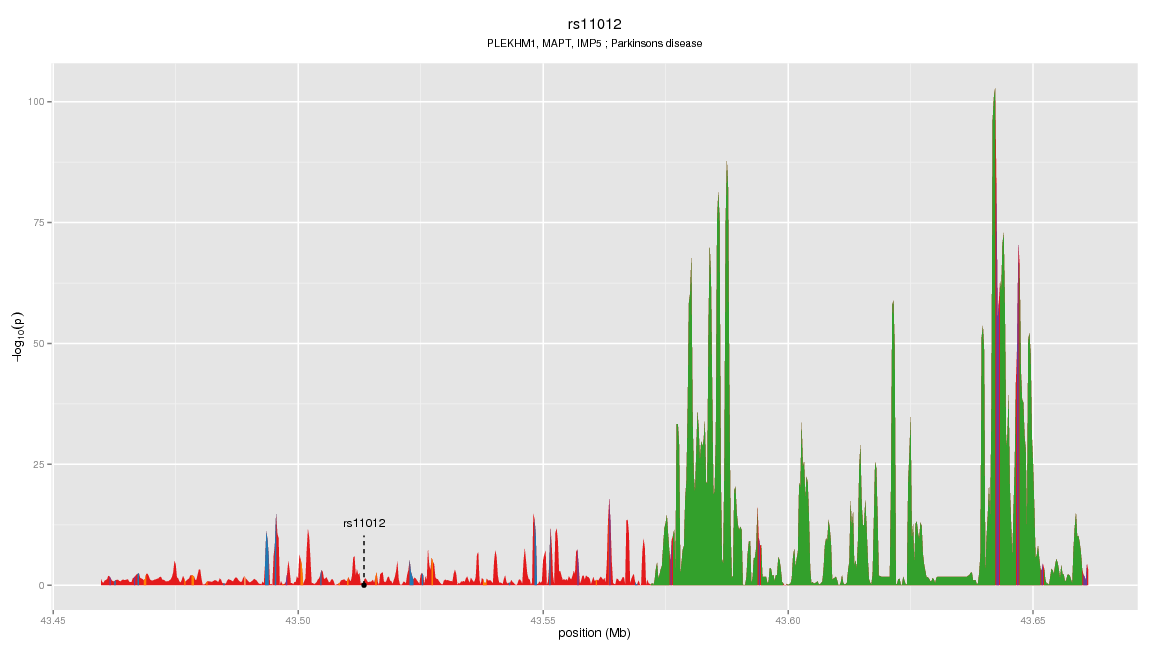 rs11012
PLEKHM1, MAPT, IMP5 ; Parkinsons disease
100
75
50
25
0
−log10(p)
rs11012
43.45
43.50
43.55
43.60
43.65
position (Mb)